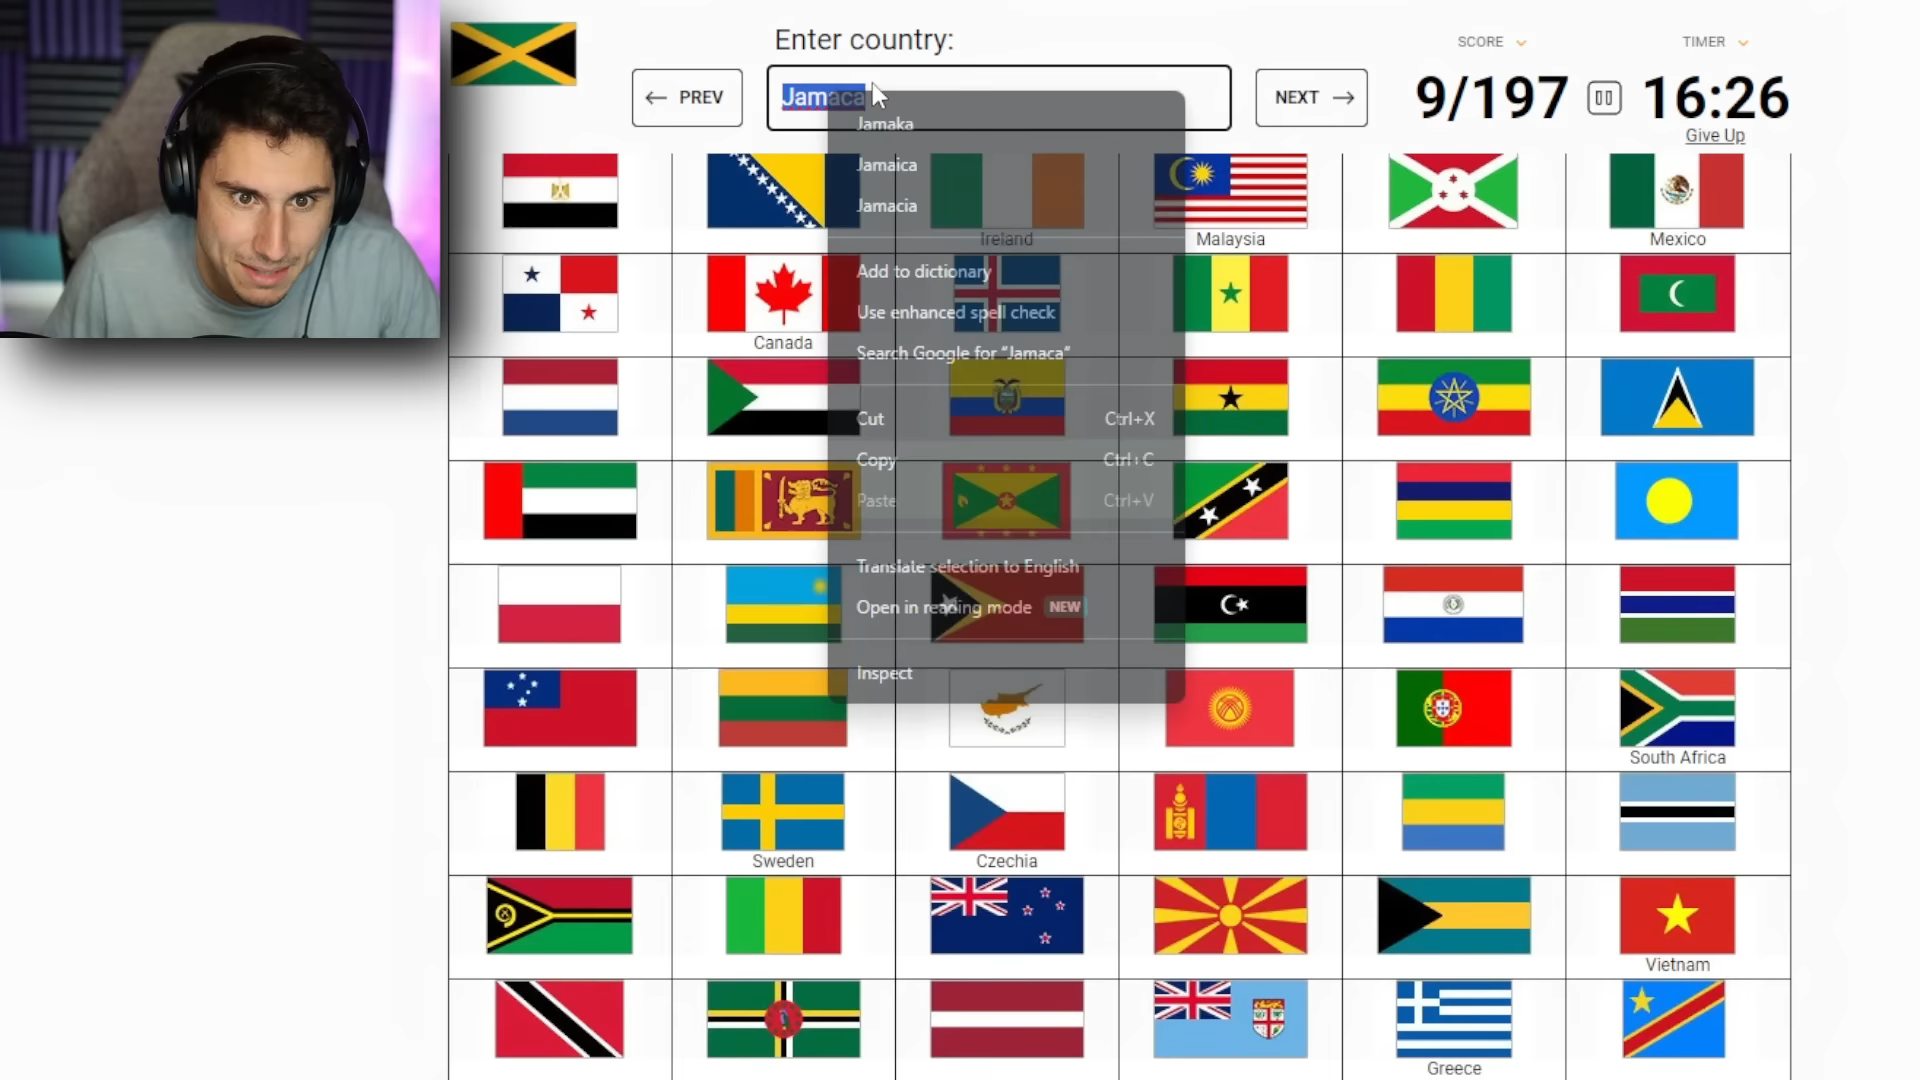 Enter country:
SCORE
TIMER
← PREV
Jamaca
NEXT →
9/197
16:26
Give Up
Jamaka
Jamaica
Jamacia
Ireland
Malaysia
Mexico
Add to dictionary
Use enhanced spell check
Canada
Search Google for “Jamaca”
Cut Ctrl+X
Copy Ctrl+C
Paste Ctrl+V
Translate selection to English
Open in reading mode NEW
Inspect
South Africa
Sweden
Czechia
Vietnam
Greece